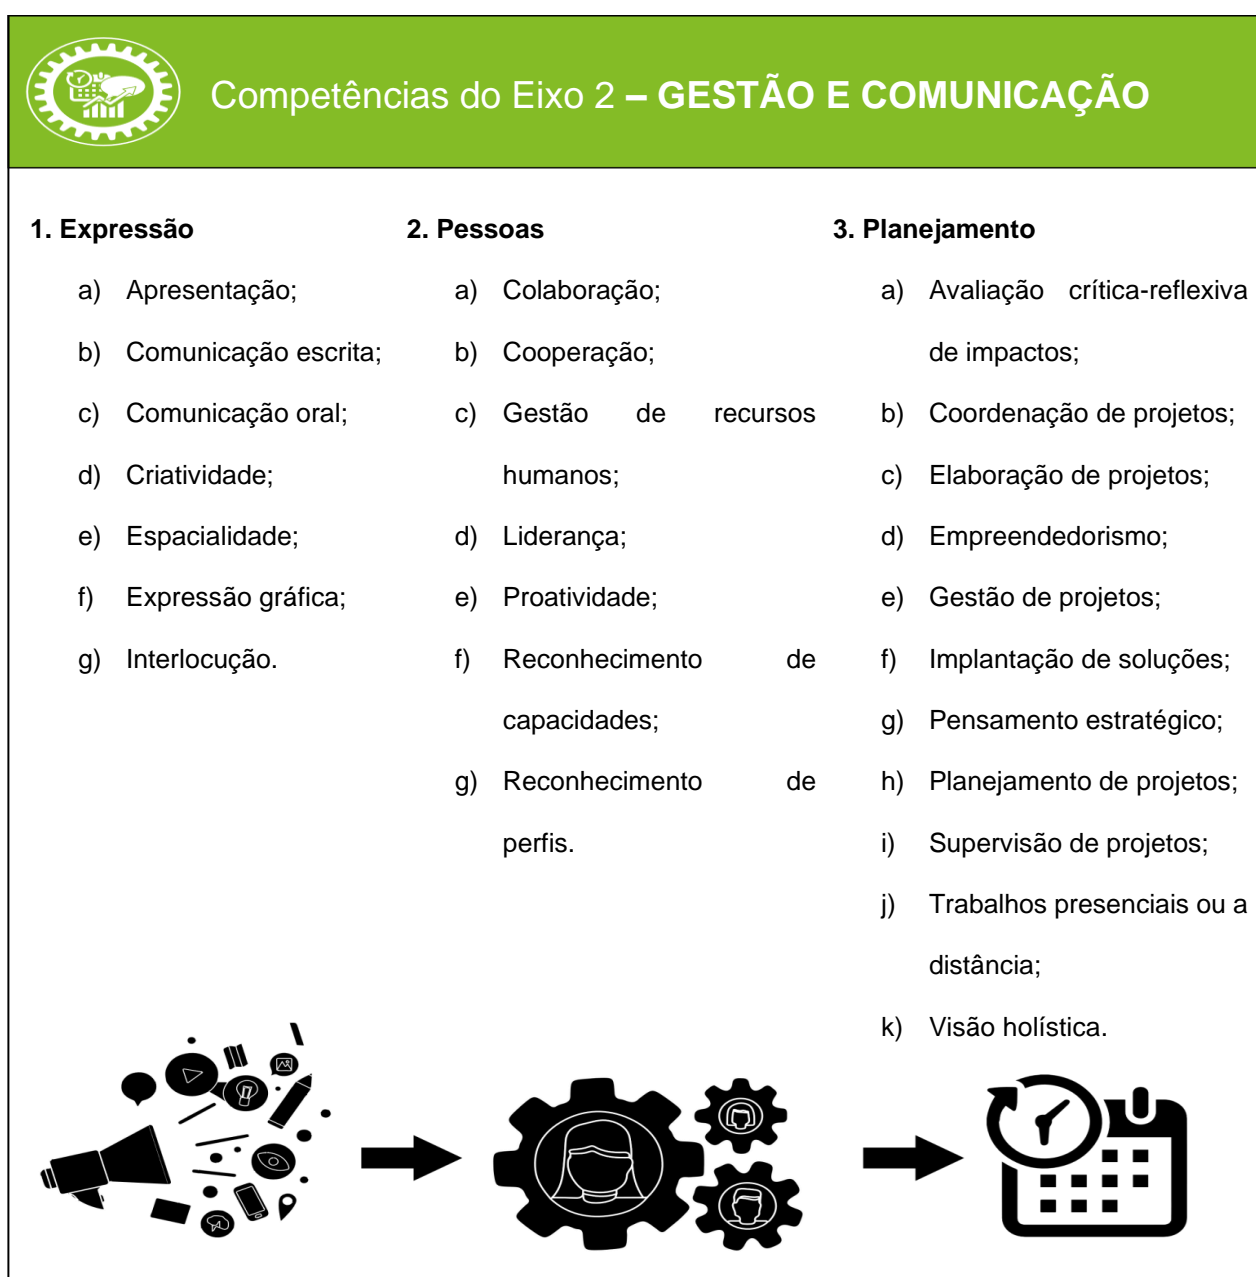 Competências do Eixo 2 – GESTÃO E COMUNICAÇÃO
1. Expressão
a) Apresentação;
b) Comunicação escrita;
c) Comunicação oral;
d) Criatividade;
e) Espacialidade;
f) Expressão gráfica;
g) Interlocução.
2. Pessoas
a) Colaboração;
b) Cooperação;
c) Gestão de recursos
humanos;
d) Liderança;
e) Proatividade;
f) Reconhecimento de
capacidades;
g) Reconhecimento de
perfis.
3. Planejamento
a) Avaliação crítica-reflexiva
de impactos;
b) Coordenação de projetos;
c) Elaboração de projetos;
d) Empreendedorismo;
e) Gestão de projetos;
f) Implantação de soluções;
g) Pensamento estratégico;
h) Planejamento de projetos;
i) Supervisão de projetos;
j) Trabalhos presenciais ou a
distância;
k) Visão holística.